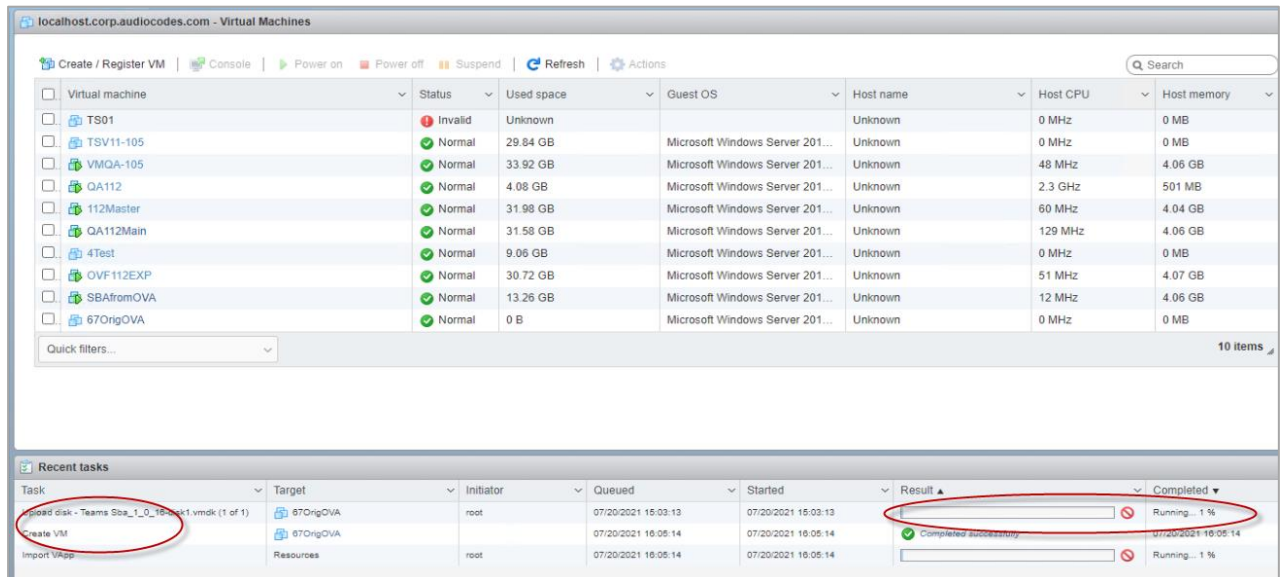 localhost.corp.audiocodes.com - Virtual Machines
Create / Register VM | Console | Power on Power off Suspend | Refresh | Actions Search
Virtual machine Status Used space Guest OS Host name Host CPU Host memory
TS01 Invalid Unknown Unknown 0 MHz 0 MB
TSV11-105 Normal 29.84 GB Microsoft Windows Server 201... Unknown 0 MHz 0 MB
VMQA-105 Normal 33.92 GB Microsoft Windows Server 201... Unknown 48 MHz 4.06 GB
QA112 Normal 4.08 GB Microsoft Windows Server 201... Unknown 2.3 GHz 501 MB
112Master Normal 31.98 GB Microsoft Windows Server 201... Unknown 60 MHz 4.04 GB
QA112Main Normal 31.58 GB Microsoft Windows Server 201... Unknown 129 MHz 4.06 GB
4Test Normal 9.06 GB Microsoft Windows Server 201... Unknown 0 MHz 0 MB
OVF112EXP Normal 30.72 GB Microsoft Windows Server 201... Unknown 51 MHz 4.07 GB
SBAfromOVA Normal 13.26 GB Microsoft Windows Server 201... Unknown 12 MHz 4.06 GB
67OrigOVA Normal 0 B Microsoft Windows Server 201... Unknown 0 MHz 0 MB
Quick filters... 10 items
Recent tasks
Task Target Initiator Queued Started Result Completed
Upload disk - Teams Sba_1_0_15-disk1.vmdk (1 of 1) 67OrigOVA root 07/20/2021 15:03:13 07/20/2021 15:03:13 Running... 1 %
Create VM 67OrigOVA 07/20/2021 16:05:14 07/20/2021 16:05:14 Completed successfully 07/20/2021 16:05:14
Import VApp Resources root 07/20/2021 16:05:14 07/20/2021 16:05:14 Running... 1 %